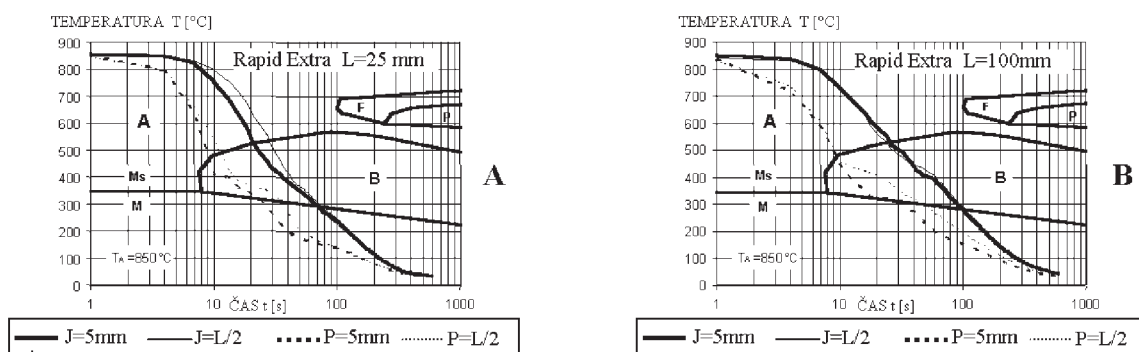 TEMPERATURA T [°C]
900
800
700
600
500
400
300
200
100
0
Rapid Extra L=25 mm
A
F
P
B
Ms
M
TA=850°C
1
10
100
1000
ČAS t [s]
A
J=5mm J=L/2 P=5mm P=L/2
TEMPERATURA T [°C]
900
800
700
600
500
400
300
200
100
0
Rapid Extra L=100mm
A
F
P
B
Ms
M
TA=850°C
1
10
100
1000
ČAS t [s]
B
J=5mm J=L/2 P=5mm P=L/2